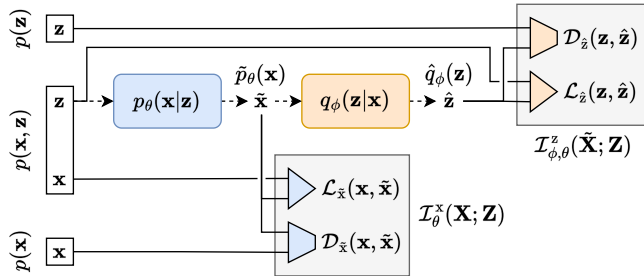 p(z) z 𝒟_ẑ(z, ẑ)
p̃_θ(x) q̂_ϕ(z)
p(x, z) z p_θ(x|z) x̃ q_ϕ(z|x) ẑ ℒ_ẑ(z, ẑ)
ℐ^z_{ϕ,θ}(X̃; Z)
x ℒ_x̃(x, x̃)
ℐ^x_θ(X; Z)
p(x) x 𝒟_x̃(x, x̃)